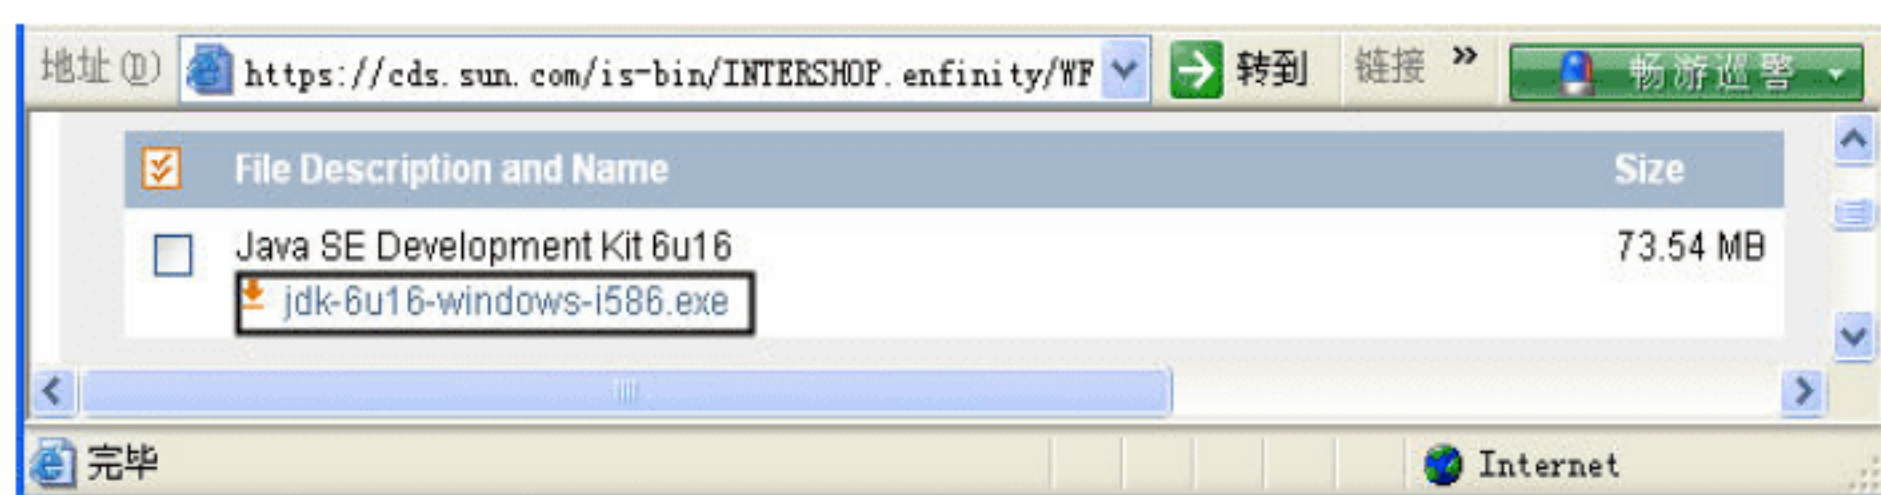 地址(D) https://cds.sun.com/is-bin/INTERSHOP.enfinity/WF 转到 链接 » 畅游巡警
File Description and Name Size
Java SE Development Kit 6u16 73.54 MB
jdk-6u16-windows-i586.exe
完毕 Internet